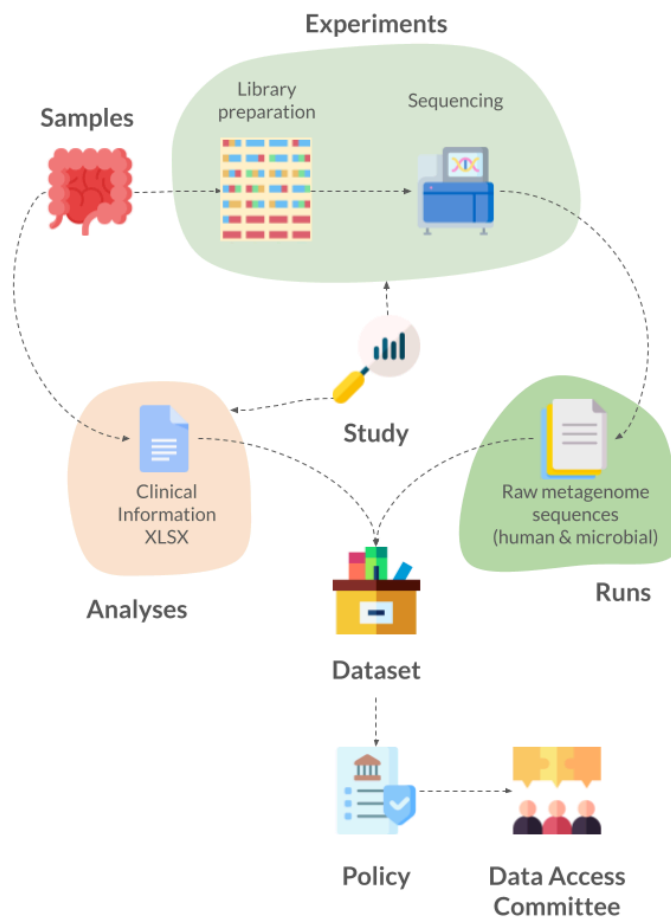 Experiments
Library
preparation
Sequencing
Samples
Study
Clinical
Information
XLSX
Analyses
Raw metagenome
sequences
(human & microbial)
Runs
Dataset
Policy
Data Access
Committee